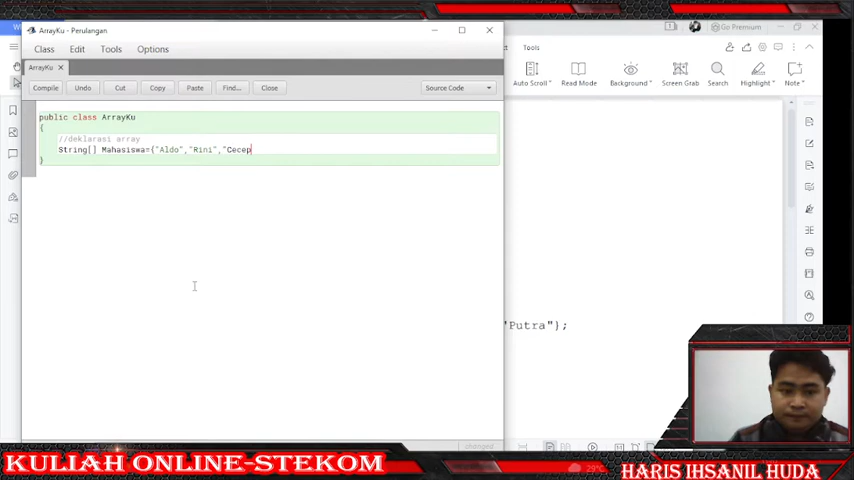 ArrayKu - Perulangan
Class Edit Tools Options
ArrayKu
Compile Undo Cut Copy Paste Find... Close Source Code
public class ArrayKu
{
//deklarasi array
String[] Mahasiswa={"Aldo","Rini","Cecep
}
changed
Go Premium
Tools
Auto Scroll Read Mode Background Screen Grab Search Note
"Putra"};
29°
KULIAH ONLINE-STEKOM
HARIS IHSANIL HUDA